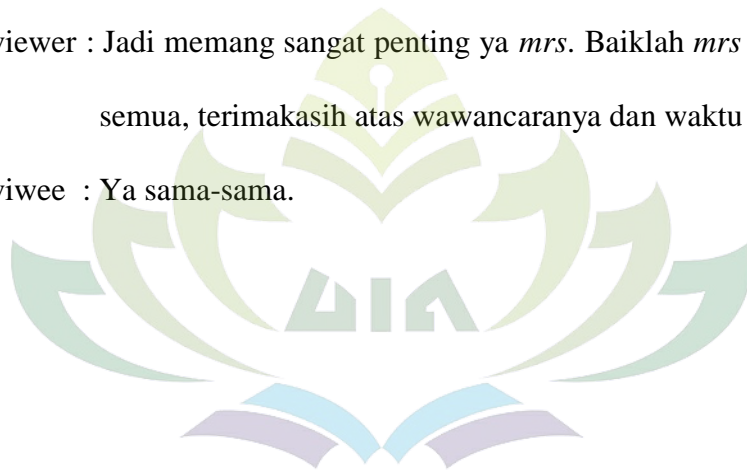 viewer : Jadi memang sangat penting ya mrs. Baiklah mrs
semua, terimakasih atas wawancaranya dan waktu
viwee : Ya sama-sama.
UIN